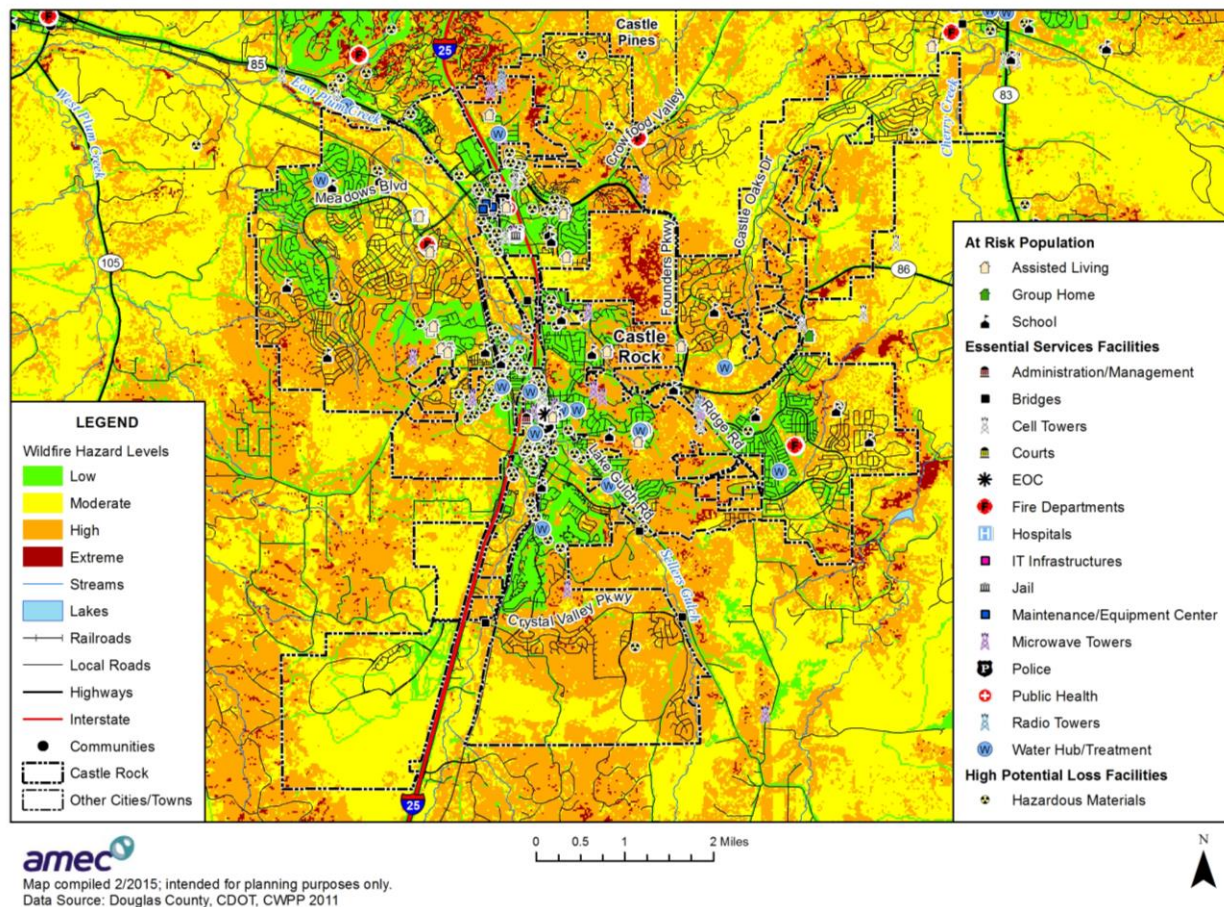 Castle
Pines
25
85
East Plum Creek
West Plum Creek
Crowfood Valley
Cherry Creek
83
Meadows Blvd
Castle Oaks Dr
105
Founders Pkwy
86
Castle
Rock
Ridge Rd
Lake Gulch Rd
Sellers Gulch
Crystal Valley Pkwy
25
F
F
F
F
F
F
W
W
W
W
W
W
W
W
W
W
W
W
W
W
LEGEND
Wildfire Hazard Levels
Low
Moderate
High
Extreme
Streams
Lakes
Railroads
Local Roads
Highways
Interstate
Communities
Castle Rock
Other Cities/Towns
At Risk Population
Assisted Living
Group Home
School
Essential Services Facilities
Administration/Management
Bridges
Cell Towers
Courts
EOC
F Fire Departments
H Hospitals
IT Infrastructures
Jail
Maintenance/Equipment Center
Microwave Towers
P Police
Public Health
Radio Towers
W Water Hub/Treatment
High Potential Loss Facilities
Hazardous Materials
amec
Map compiled 2/2015; intended for planning purposes only.
Data Source: Douglas County, CDOT, CWPP 2011
0 0.5 1 2 Miles
N